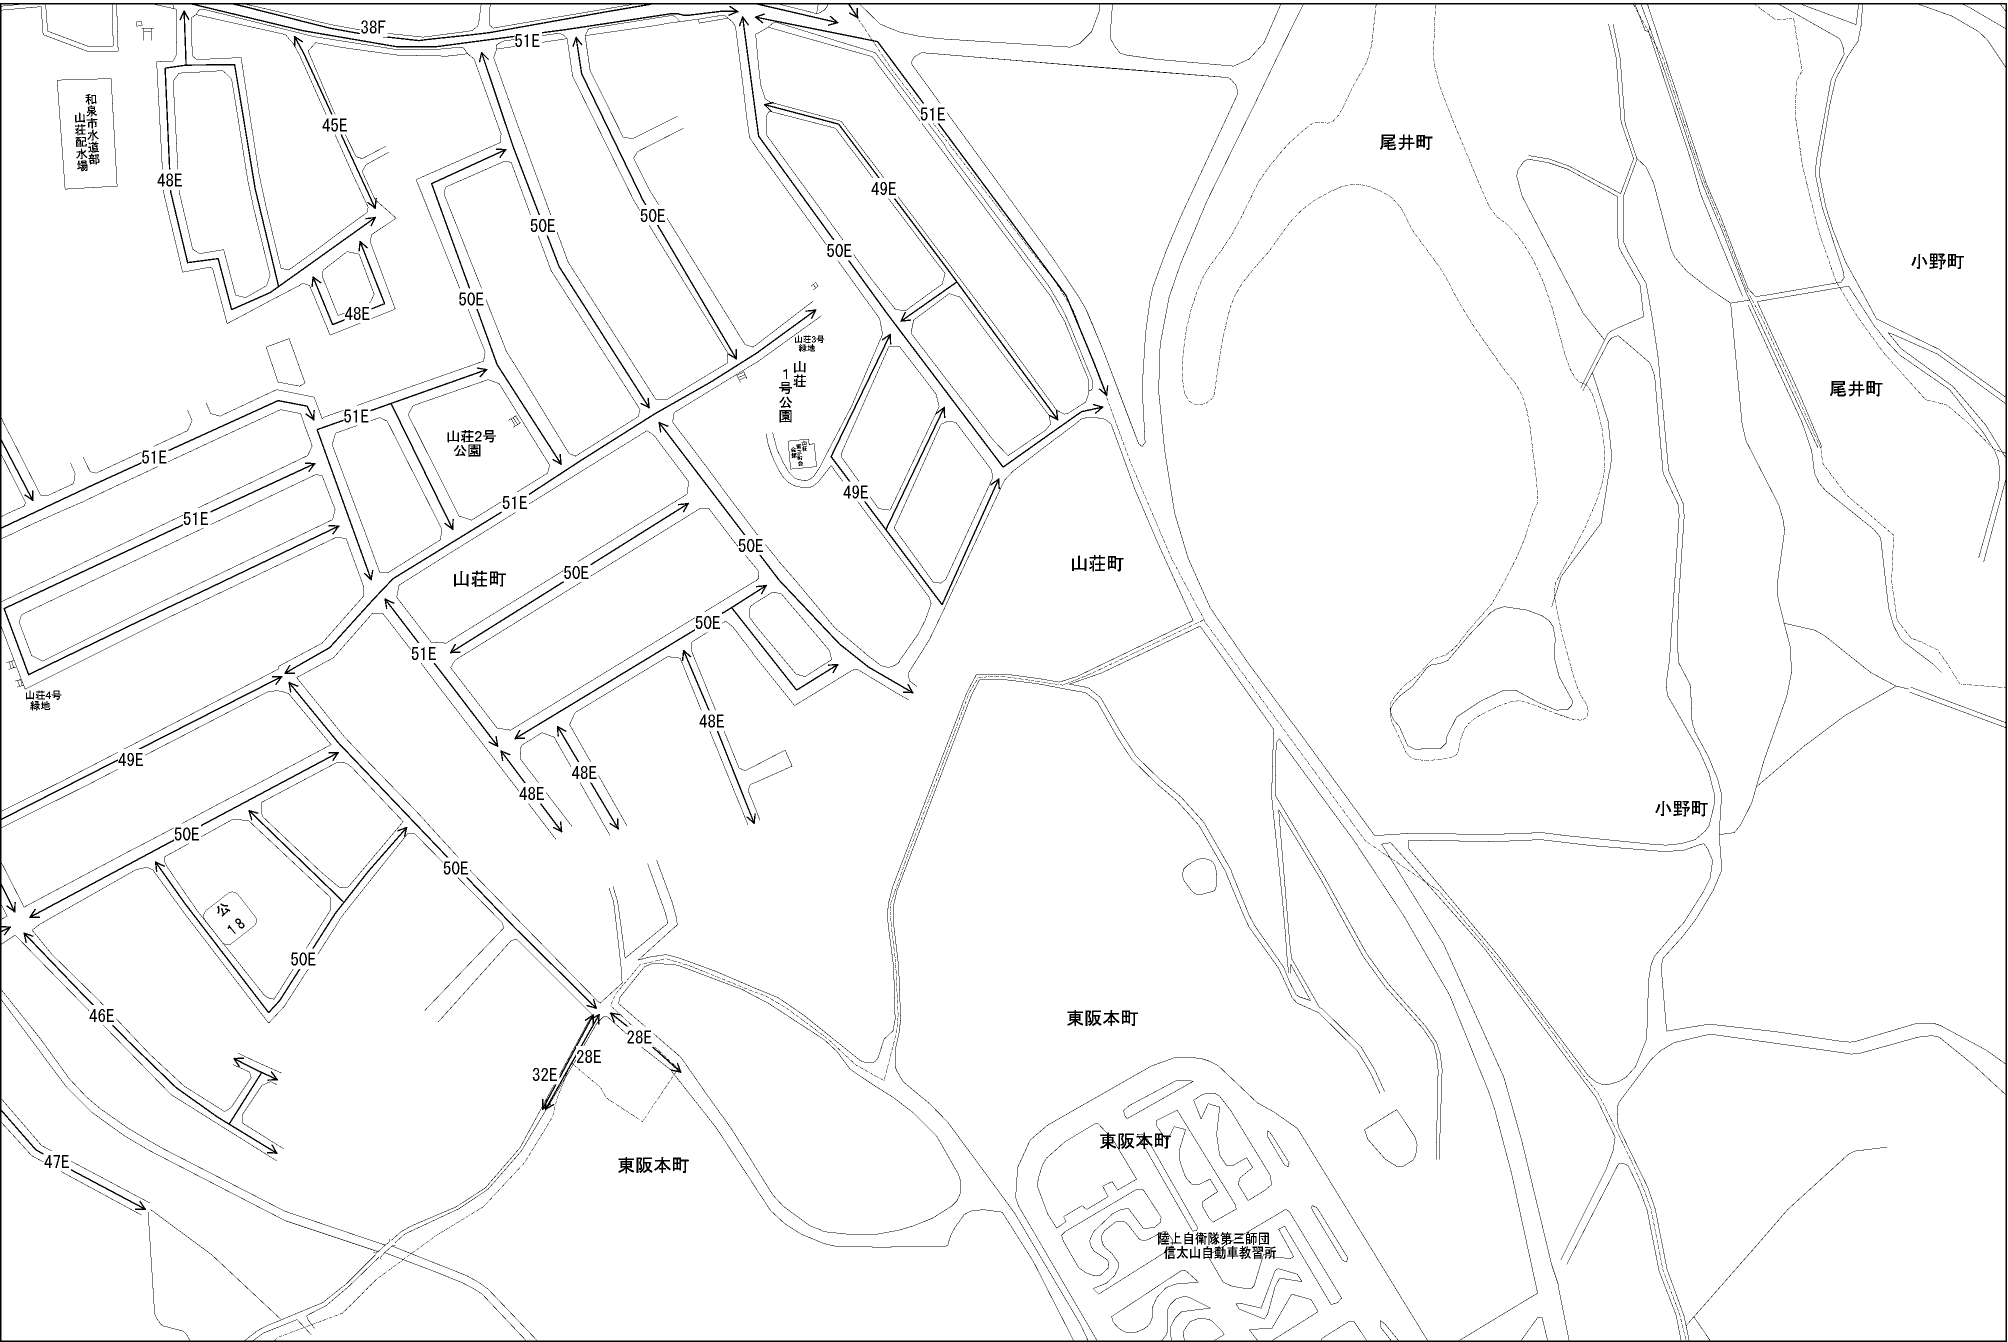 38F
51E
和泉市水道部
山荘配水場
45E
51E
尾井町
48E
49E
50E
50E
50E
50E
小野町
50E
48E
山荘3号
緑地
山荘
1号公園
尾井町
51E
山荘2号
公園
51E
49E
51E
51E
50E
山荘町
50E
山荘町
50E
51E
山荘4号
緑地
48E
49E
48E
48E
小野町
50E
50E
公
18
50E
46E
東阪本町
28E
28E
32E
東阪本町
47E
東阪本町
陸上自衛隊第三師団
信太山自動車教習所